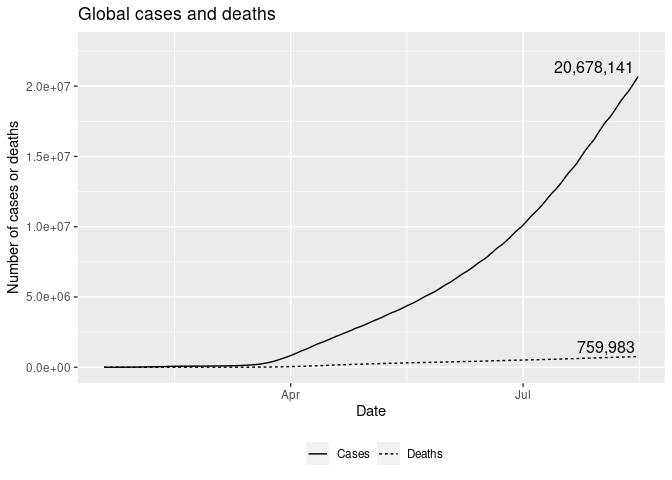 Global cases and deaths
20,678,141
2.0e+07
1.5e+07
1.0e+07
5.0e+06
759,983
0.0e+00
Number of cases or deaths
Apr Jul
Date
Cases Deaths